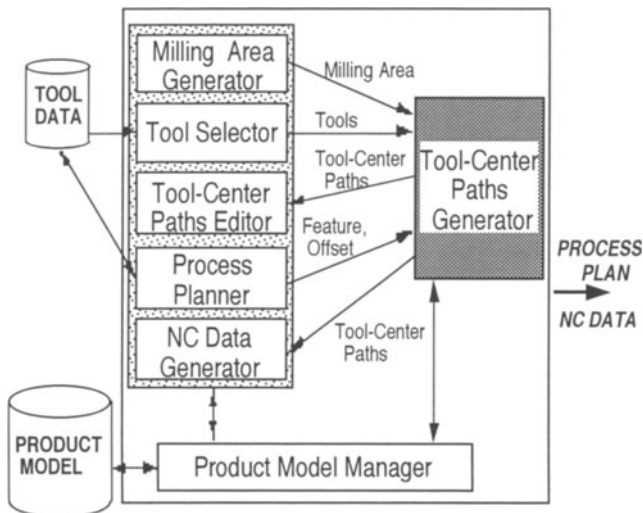 Milling Area
Generator
TOOL
DATA
Tool Selector
Tool-Center
Paths Editor
Process
Planner
NC Data
Generator
Milling Area
Tools
Tool-Center
Paths
Feature,
Offset
Tool-Center
Paths
Tool-Center
Paths
Generator
PROCESS
PLAN
NC DATA
PRODUCT
MODEL
Product Model Manager